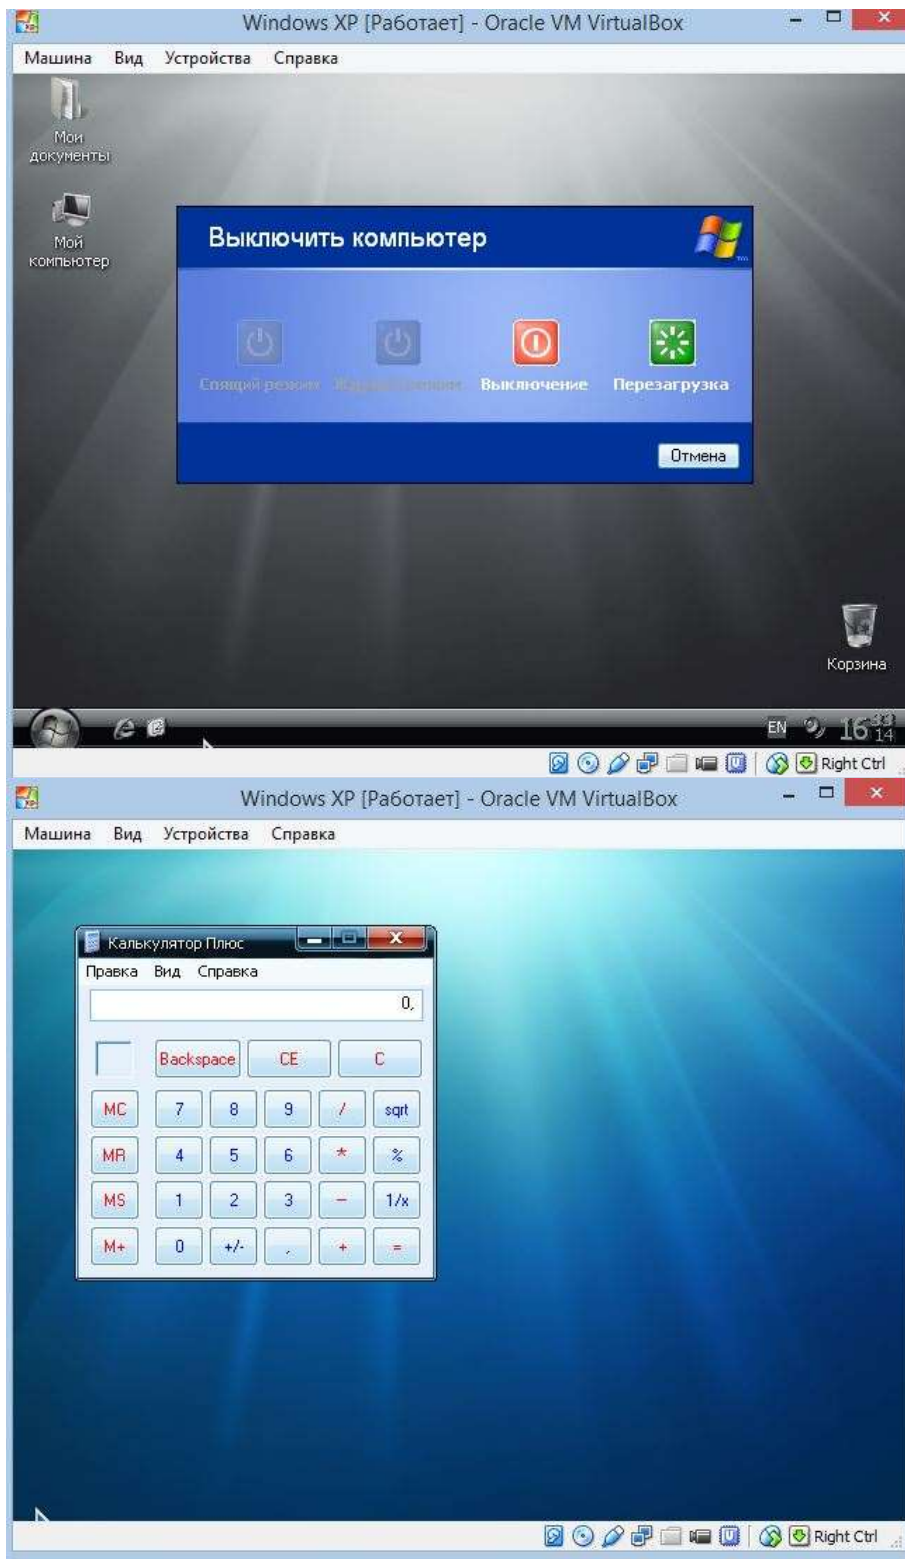 Windows XP [Работает] - Oracle VM VirtualBox
Машина Вид Устройства Справка
Мои
документы
Мой
компьютер
Выключить компьютер
Спящий режим
Выключение Перезагрузка
Отмена
Корзина
EN 16 33 14
Right Ctrl
Windows XP [Работает] - Oracle VM VirtualBox
Машина Вид Устройства Справка
Калькулятор Плюс
Правка Вид Справка
0,
Backspace CE C
MC 7 8 9 / sqrt
MR 4 5 6 * %
MS 1 2 3 - 1/x
M+ 0 +/- , + =
Right Ctrl